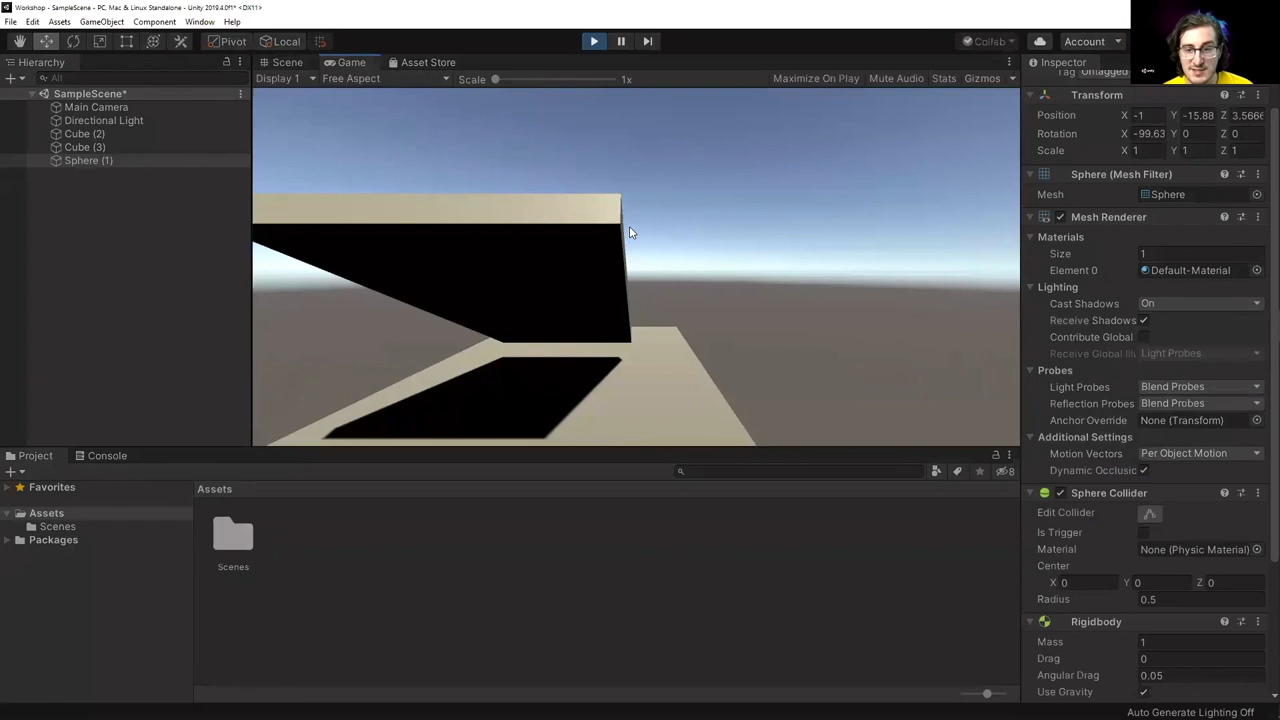 Workshop - SampleScene - PC, Mac & Linux Standalone - Unity 2019.4.0f1* <DX11>
File Edit Assets GameObject Component Window Help
Pivot Local Collab Account
Hierarchy Scene Game Asset Store Inspector
All Display 1 Free Aspect Scale 1x Maximize On Play Mute Audio Stats Gizmos Tag Untagged
SampleScene* Transform
Main Camera Position X -1 Y -15.88 Z 3.5666
Directional Light
Cube (2) Rotation X -99.63 Y 0 Z 0
Cube (3) Scale X 1 Y 1 Z 1
Sphere (1)
Sphere (Mesh Filter)
Mesh Sphere
Mesh Renderer
Materials
Size 1
Element 0 Default-Material
Lighting
Cast Shadows On
Receive Shadows
Contribute Global
Receive Global Illu Light Probes
Probes
Light Probes Blend Probes
Reflection Probes Blend Probes
Anchor Override None (Transform)
Additional Settings
Motion Vectors Per Object Motion
Dynamic Occlusic
Project Console
8
Favorites Assets Sphere Collider
Assets Edit Collider
Scenes Is Trigger
Packages Material None (Physic Material)
Scenes Center
X 0 Y 0 Z 0
Radius 0.5
Rigidbody
Mass 1
Drag 0
Angular Drag 0.05
Use Gravity
Auto Generate Lighting Off